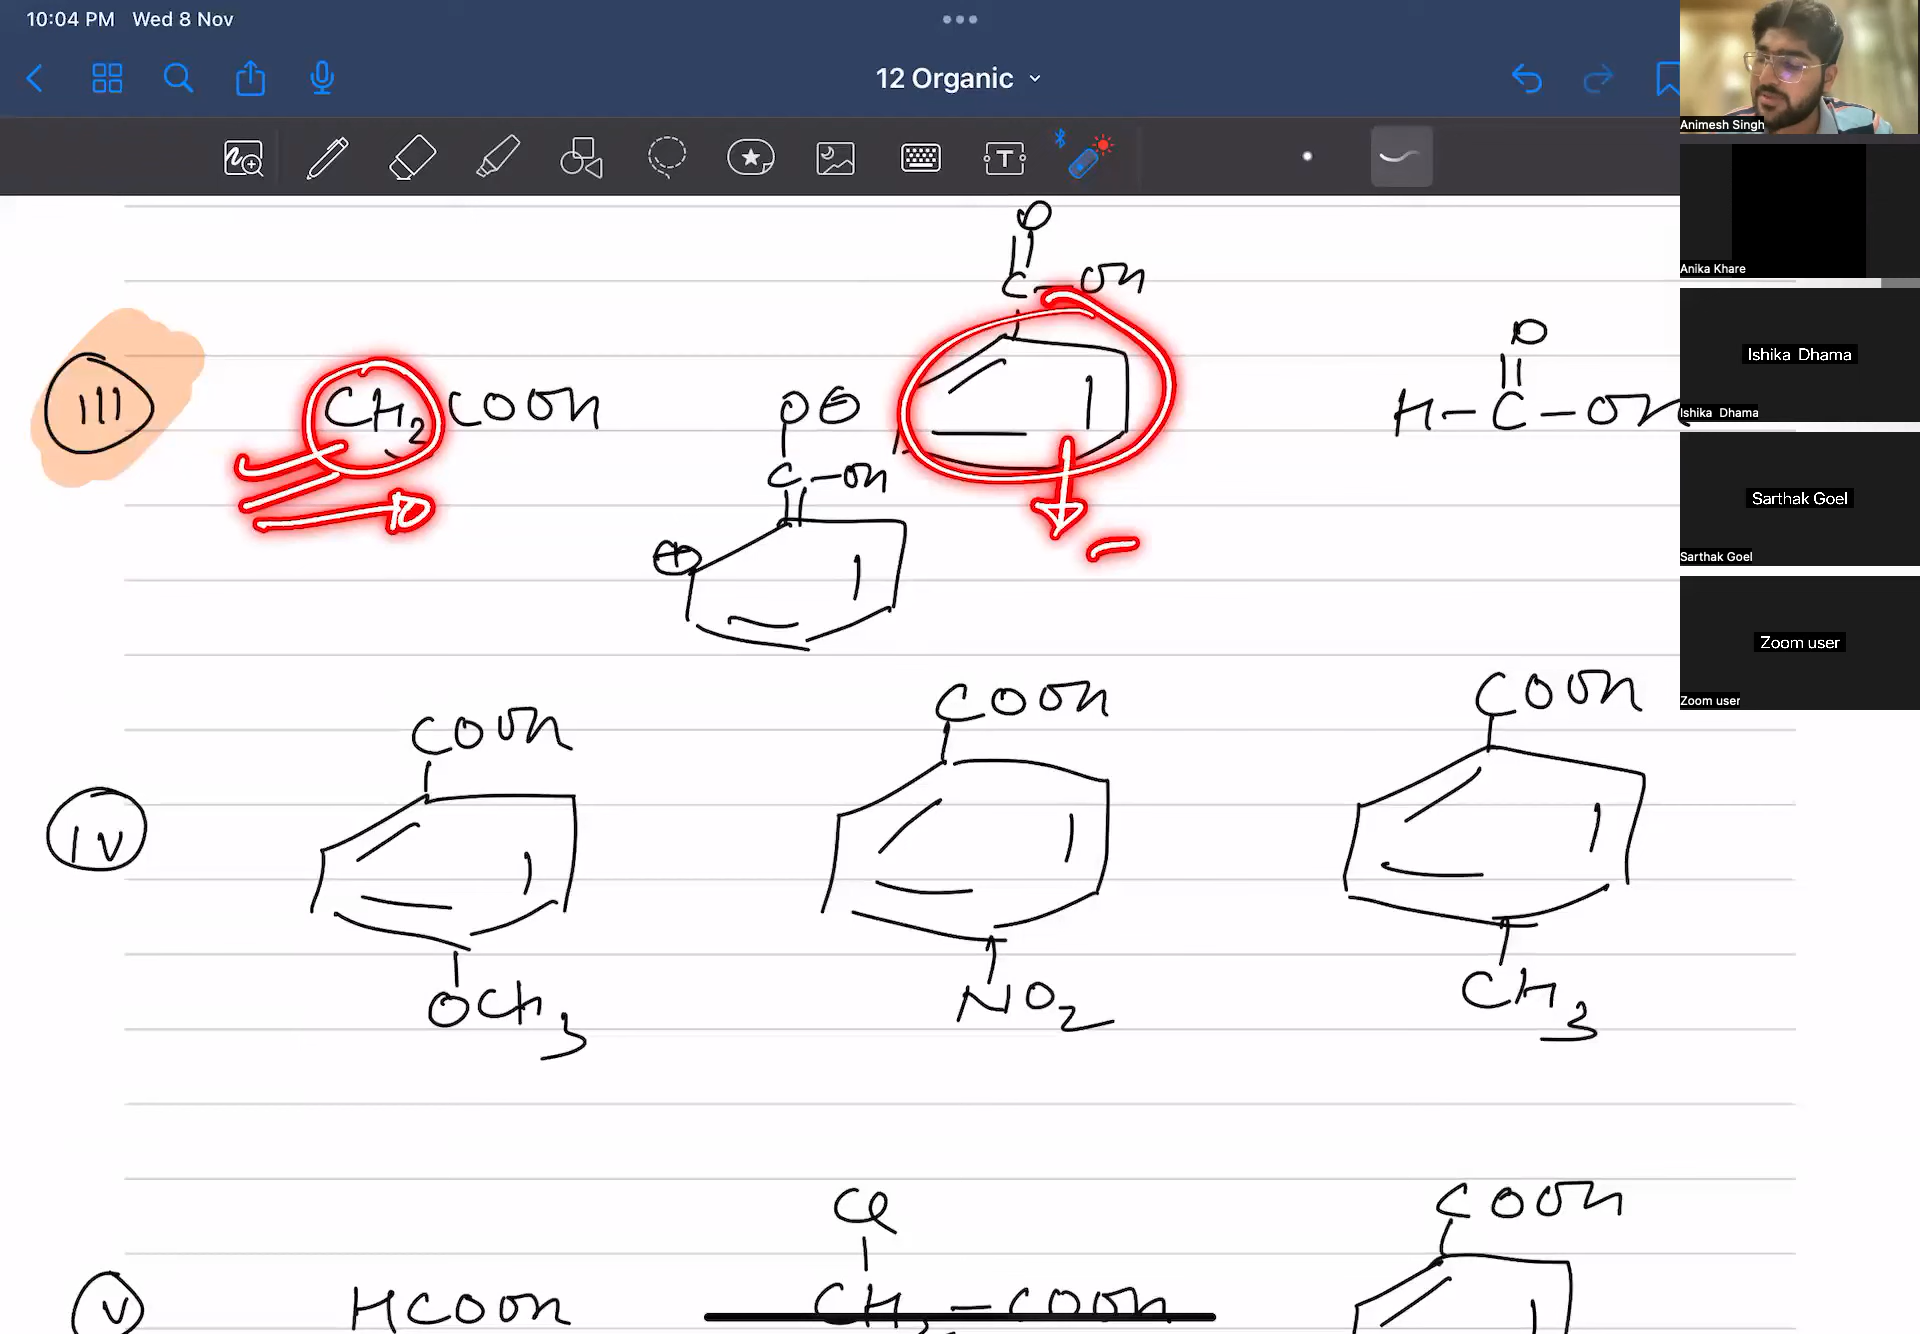 10:04 PM Wed 8 Nov
12 Organic
Animesh Singh
Anika Khare
Ishika Dhama
Ishika Dhama
Sarthak Goel
Sarthak Goel
Zoom user
Zoom user
T
O
C-OH
III
CH2COOH
O⊖
C-OH
⊕
O
H-C-OH
IV
COOH
OCH3
COOH
NO2
COOH
CH3
V
HCOOH
Cl
CH2-COOH
COOH